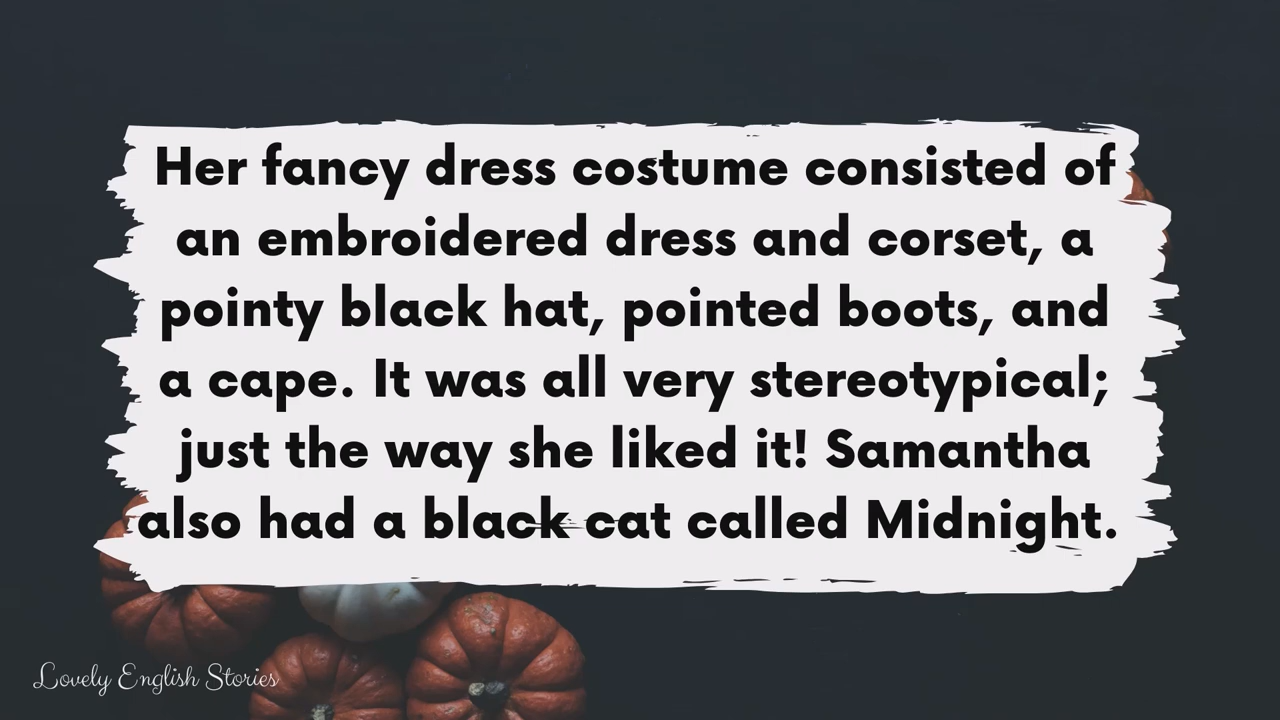 Her fancy dress costume consisted of
an embroidered dress and corset, a
pointy black hat, pointed boots, and
a cape. It was all very stereotypical;
just the way she liked it! Samantha
also had a black cat called Midnight.
Lovely English Stories